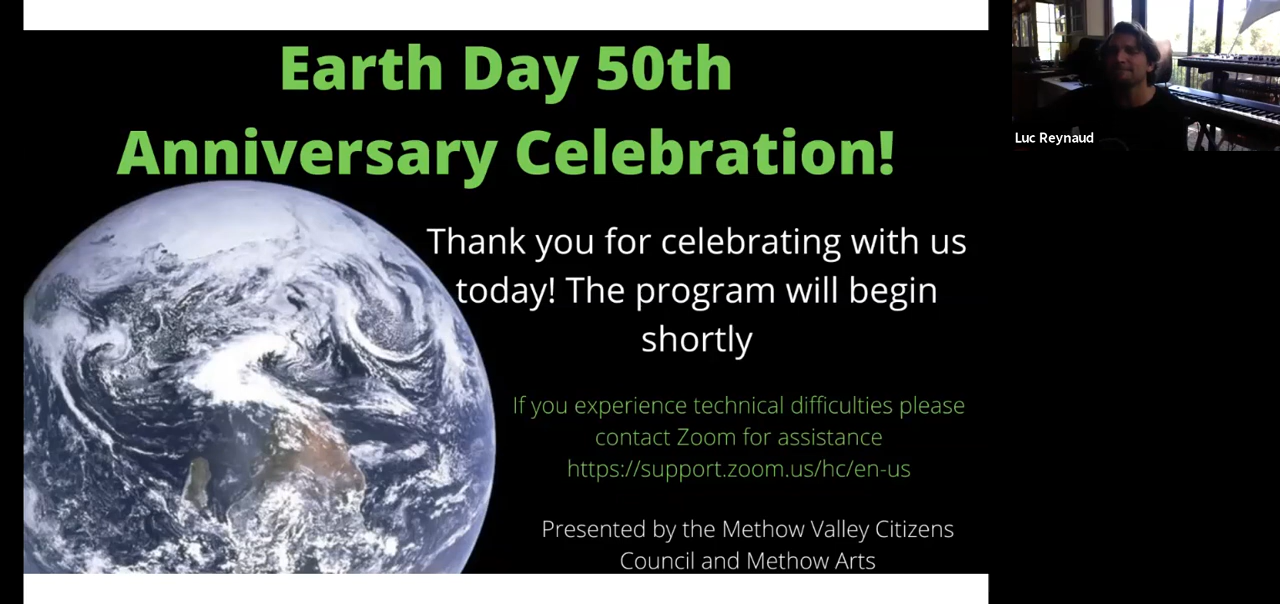 Earth Day 50th
Anniversary Celebration!
Thank you for celebrating with us
today! The program will begin
shortly
If you experience technical difficulties please
contact Zoom for assistance
https://support.zoom.us/hc/en-us
Presented by the Methow Valley Citizens
Council and Methow Arts
Luc Reynaud